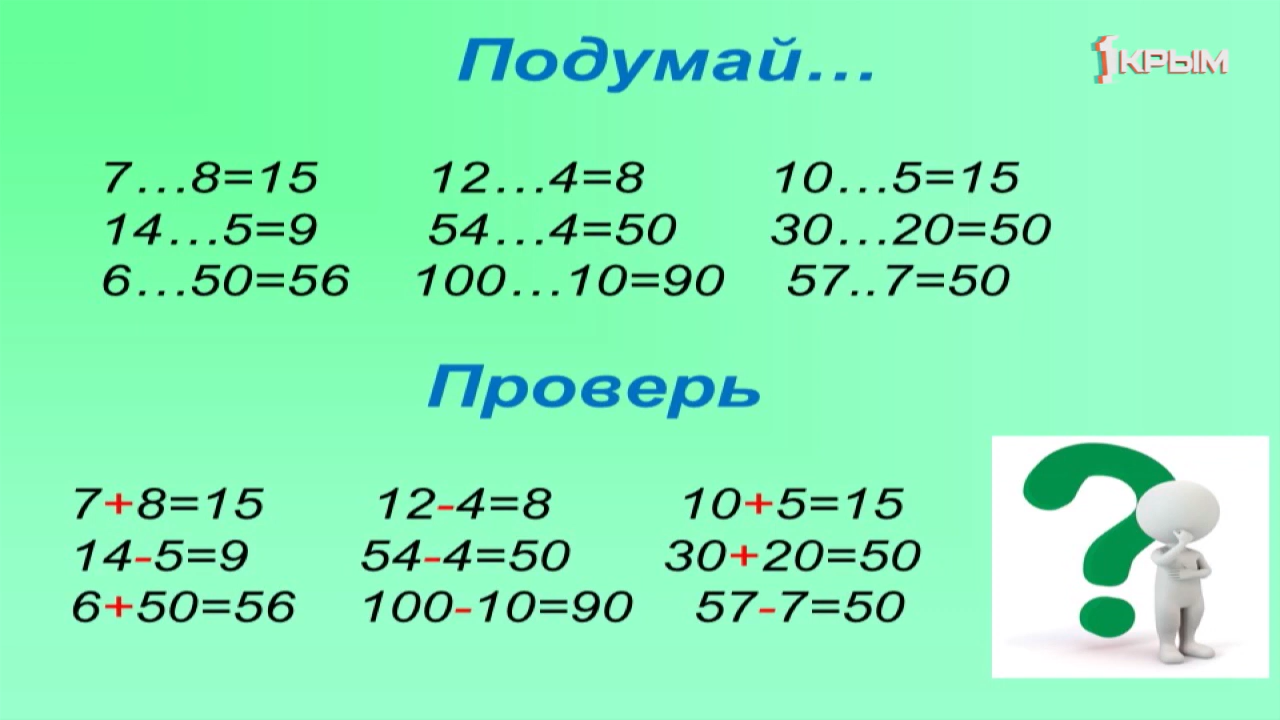 Подумай...
1КРЫМ
7...8=15 12...4=8 10...5=15
14...5=9 54...4=50 30...20=50
6...50=56 100...10=90 57..7=50
Проверь
7+8=15 12-4=8 10+5=15
14-5=9 54-4=50 30+20=50
6+50=56 100-10=90 57-7=50